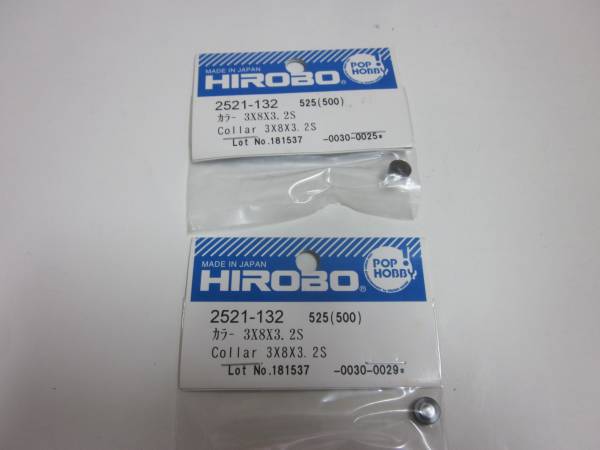 MADE IN JAPAN
HIROBO®
POP HOBBY!
2521-132 525(500)
ｶﾗｰ 3X8X3.2S
Collar 3X8X3.2S
Lot No.181537 -0030-0025*
MADE IN JAPAN
HIROBO®
POP HOBBY!
2521-132 525(500)
ｶﾗｰ 3X8X3.2S
Collar 3X8X3.2S
Lot No.181537 -0030-0029*